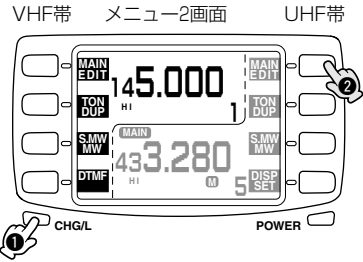 VHF帯 メニュー2画面 UHF帯
MAIN EDIT 145.000 MAIN EDIT
HI 1
TON DUP TON DUP
❷
MAIN
S.MW MW 433.280 S.MW MW
HI M 5
DTMF DISP SET
❶ CHG/L POWER